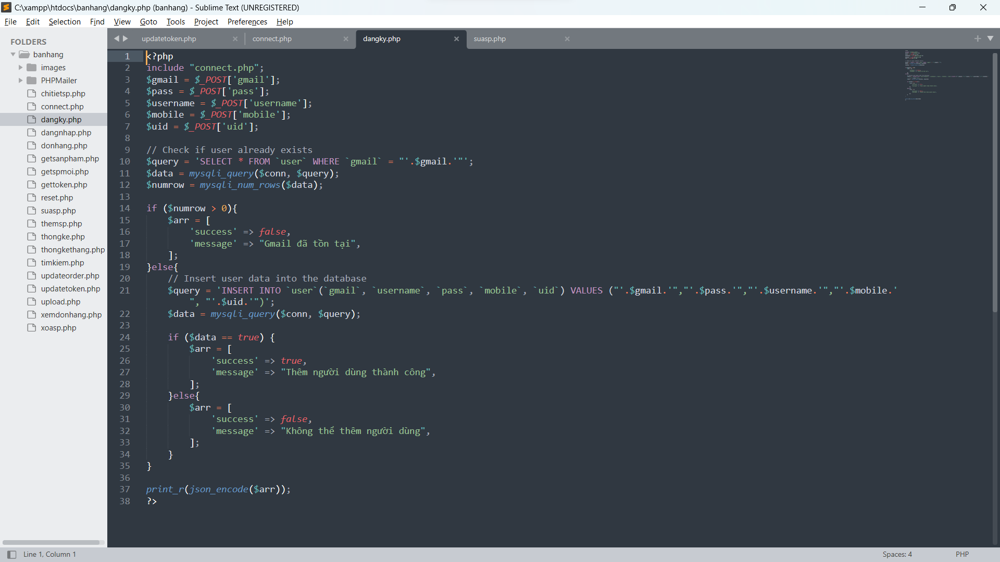 C:\xampp\htdocs\banhang\dangky.php (banhang) - Sublime Text (UNREGISTERED)
File Edit Selection Find View Goto Tools Project Preferences Help
FOLDERS
banhang
images
PHPMailer
chitietsp.php
connect.php
dangky.php
dangnhap.php
donhang.php
getsanpham.php
getspmoi.php
gettoken.php
reset.php
suasp.php
themsp.php
thongke.php
thongkethang.php
timkiem.php
updateorder.php
updatetoken.php
upload.php
xemdonhang.php
xoasp.php
updatetoken.php connect.php dangky.php suasp.php
1 <?php
2 include "connect.php";
3 $gmail = $_POST['gmail'];
4 $pass = $_POST['pass'];
5 $username = $_POST['username'];
6 $mobile = $_POST['mobile'];
7 $uid = $_POST['uid'];
8
9 // Check if user already exists
10 $query = 'SELECT * FROM `user` WHERE `gmail` = "'.$gmail.'"';
11 $data = mysqli_query($conn, $query);
12 $numrow = mysqli_num_rows($data);
13
14 if ($numrow > 0){
15 $arr = [
16 'success' => false,
17 'message' => "Gmail đã tồn tại",
18 ];
19 }else{
20 // Insert user data into the database
21 $query = 'INSERT INTO `user`(`gmail`, `username`, `pass`, `mobile`, `uid`) VALUES ("'.$gmail.'","'.$pass.'","'.$username.'","'.$mobile.'
", "'.$uid.'")';
22 $data = mysqli_query($conn, $query);
23
24 if ($data == true) {
25 $arr = [
26 'success' => true,
27 'message' => "Thêm người dùng thành công",
28 ];
29 }else{
30 $arr = [
31 'success' => false,
32 'message' => "Không thể thêm người dùng",
33 ];
34 }
35 }
36
37 print_r(json_encode($arr));
38 ?>
Line 1, Column 1 Spaces: 4 PHP